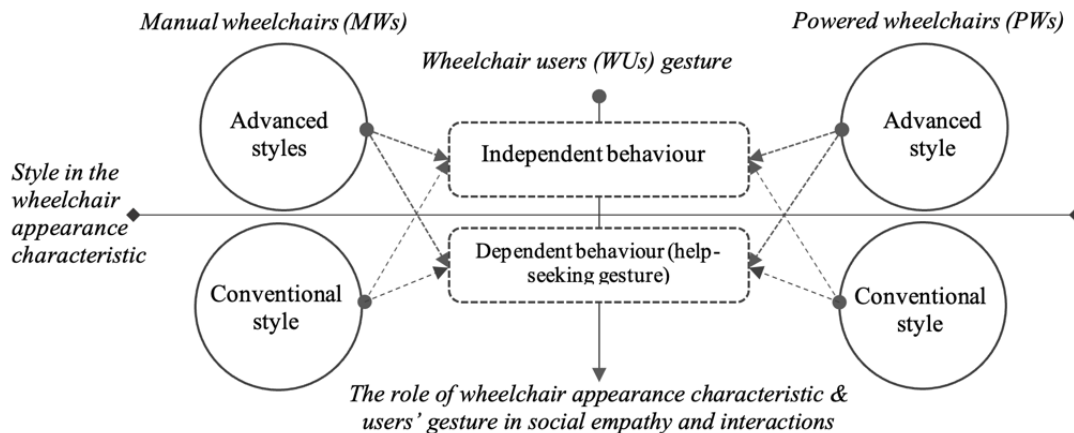 Manual wheelchairs (MWs)
Powered wheelchairs (PWs)
Wheelchair users (WUs) gesture
Advanced
styles
Independent behaviour
Advanced
style
Style in the
wheelchair
appearance
characteristic
Dependent behaviour (help-
seeking gesture)
Conventional
style
Conventional
style
The role of wheelchair appearance characteristic &
users’ gesture in social empathy and interactions